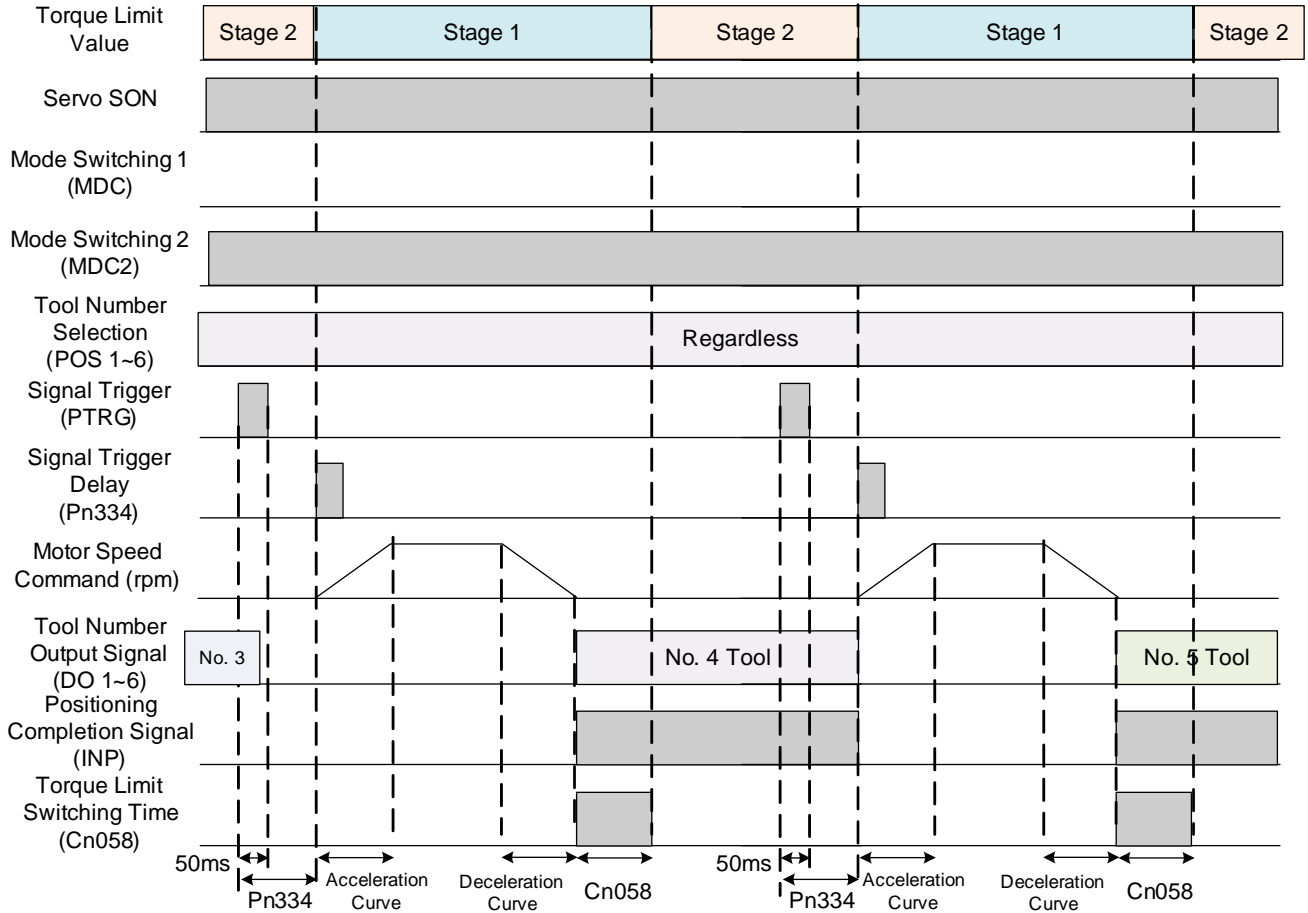 Torque Limit
Value
Stage 2
Stage 1
Stage 2
Stage 1
Stage 2
Servo SON
Mode Switching 1
(MDC)
Mode Switching 2
(MDC2)
Tool Number
Selection
(POS 1~6)
Regardless
Signal Trigger
(PTRG)
Signal Trigger
Delay
(Pn334)
Motor Speed
Command (rpm)
Tool Number
Output Signal
(DO 1~6)
No. 3
No. 4 Tool
No. 5 Tool
Positioning
Completion Signal
(INP)
Torque Limit
Switching Time
(Cn058)
50ms
Pn334
Acceleration
Curve
Deceleration
Curve
Cn058
50ms
Pn334
Acceleration
Curve
Deceleration
Curve
Cn058